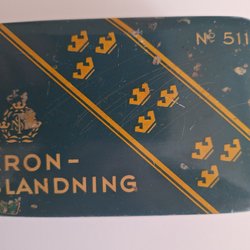 Nº 511
KRON-
BLANDNING